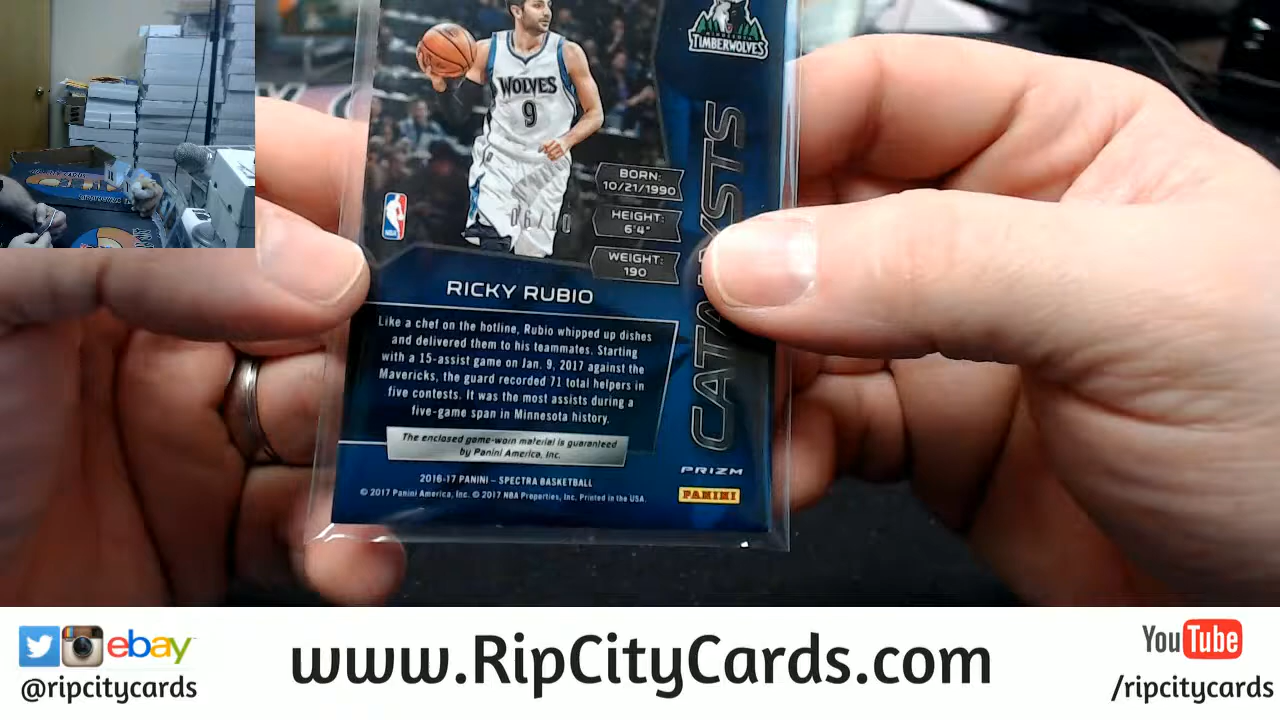 TIMBERWOLVES
WOLVES
9
BORN:
10/21/1990
HEIGHT:
6'4"
WEIGHT:
190
06/10
NBA
RICKY RUBIO
Like a chef on the hotline, Rubio whipped up dishes
and delivered them to his teammates. Starting
with a 15-assist game on Jan. 9, 2017 against the
Mavericks, the guard recorded 71 total helpers in
five contests. It was the most assists during a
five-game span in Minnesota history.
The enclosed game-worn material is guaranteed
by Panini America, Inc.
2016-17 PANINI – SPECTRA BASKETBALL
© 2017 Panini America, Inc. © 2017 NBA Properties, Inc. Printed in the USA.
CATALYSTS
PRIZM
PANINI
ebay
@ripcitycards
www.RipCityCards.com
YouTube
/ripcitycards